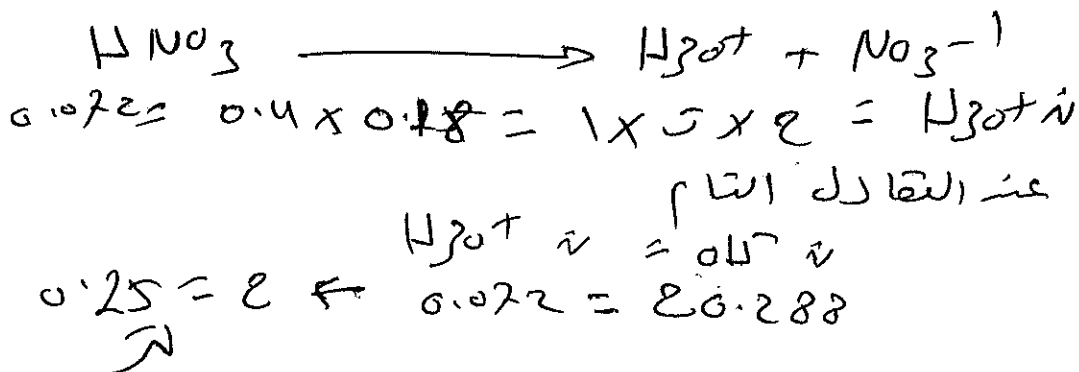 HNO3 ⟶ H3O+ + NO3-1
0.072 = 0.4 × 0.18 = 1 × ت × ع = H3O+ ن
عند التعادل التام
H3O+ ن = OH- ن
0.25 = ع ← 0.072 = ع 0.288
لتر